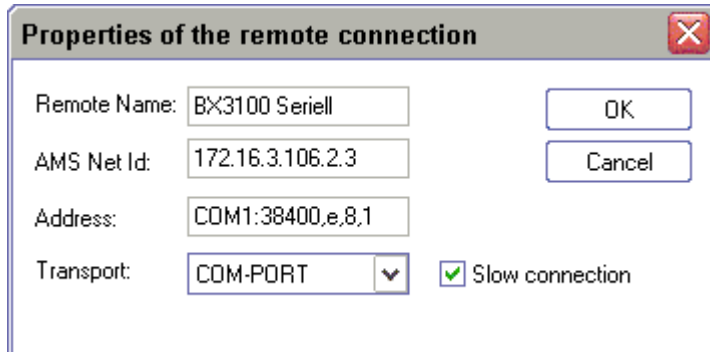 Properties of the remote connection
Remote Name: BX3100 Seriell OK
AMS Net Id: 172.16.3.106.2.3 Cancel
Address: COM1:38400,e,8,1
Transport: COM-PORT Slow connection